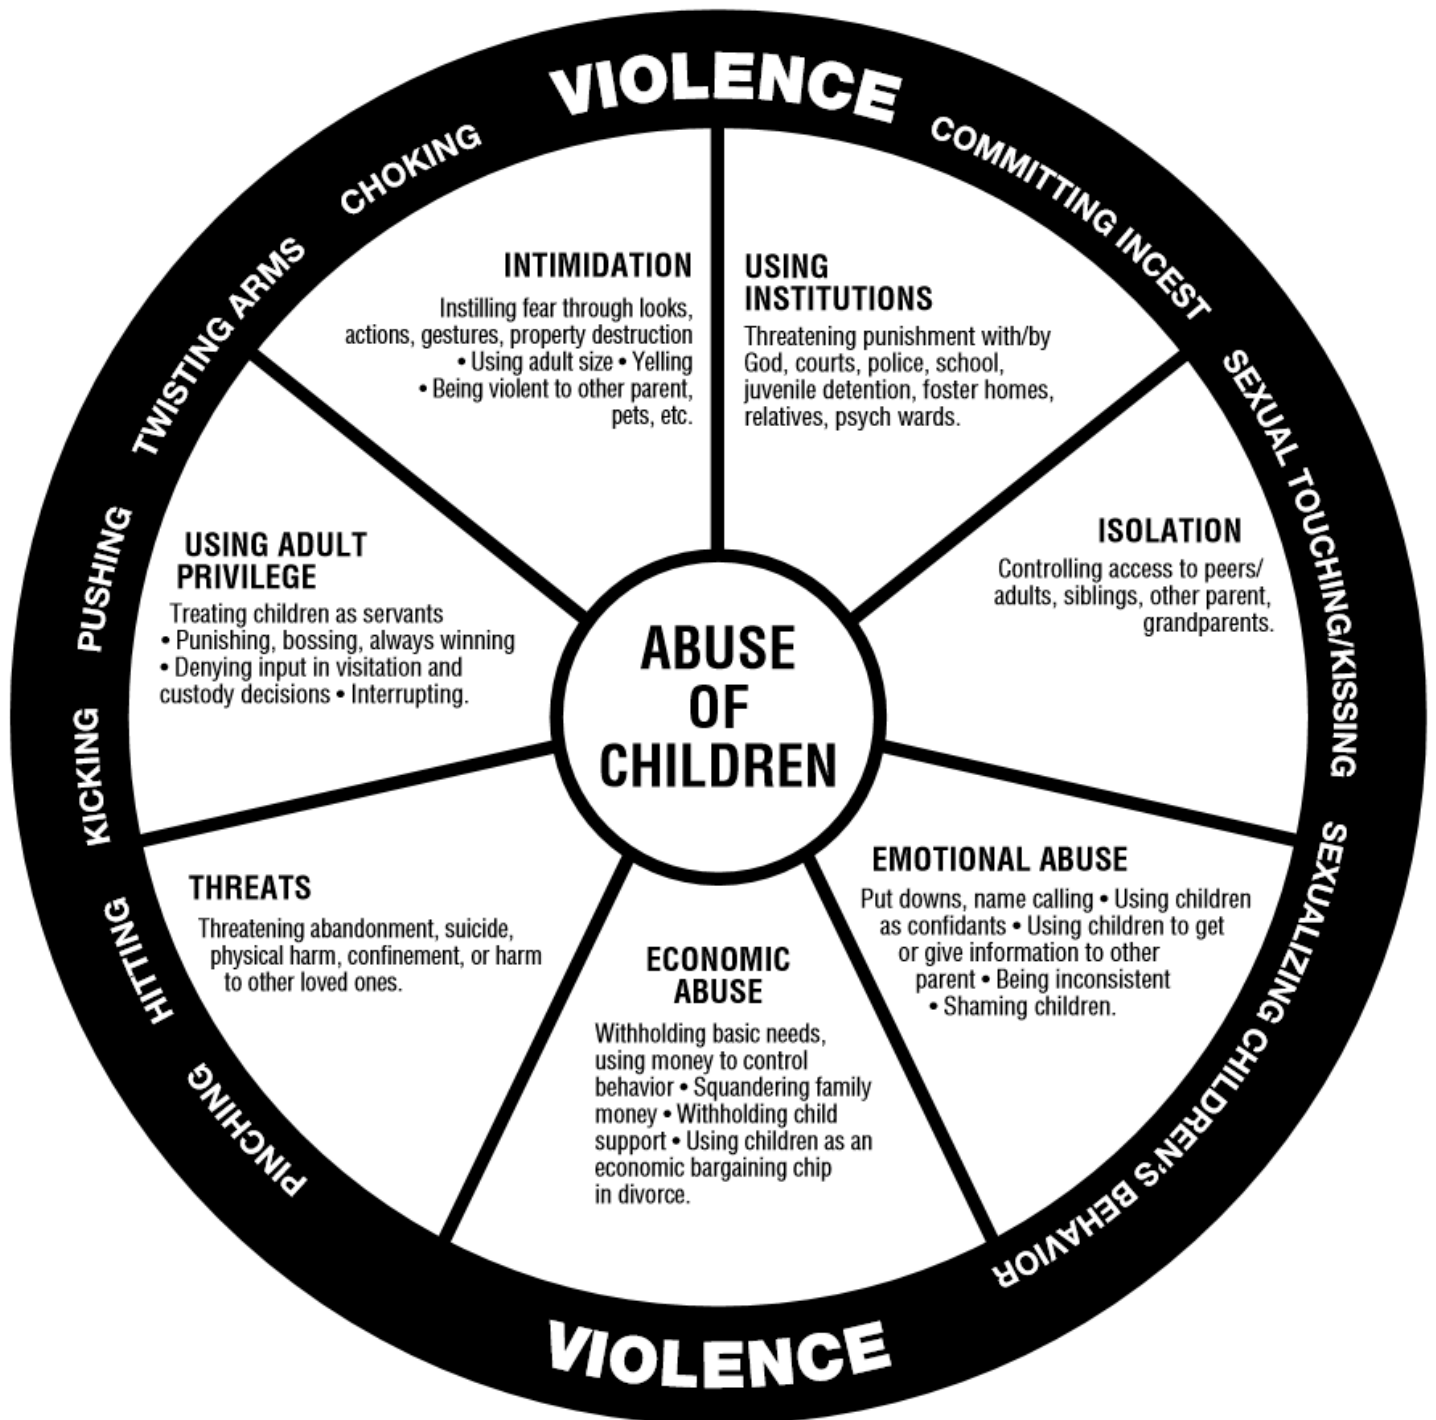 VIOLENCE
COMMITTING INCEST
SEXUAL TOUCHING/KISSING
SEXUALIZING CHILDREN'S BEHAVIOR
VIOLENCE
PINCHING
HITTING
KICKING
PUSHING
TWISTING ARMS
CHOKING
ABUSE
OF
CHILDREN
INTIMIDATION
Instilling fear through looks,
actions, gestures, property destruction
• Using adult size • Yelling
• Being violent to other parent,
pets, etc.
USING
INSTITUTIONS
Threatening punishment with/by
God, courts, police, school,
juvenile detention, foster homes,
relatives, psych wards.
ISOLATION
Controlling access to peers/
adults, siblings, other parent,
grandparents.
EMOTIONAL ABUSE
Put downs, name calling • Using children
as confidants • Using children to get
or give information to other
parent • Being inconsistent
• Shaming children.
ECONOMIC
ABUSE
Withholding basic needs,
using money to control
behavior • Squandering family
money • Withholding child
support • Using children as an
economic bargaining chip
in divorce.
THREATS
Threatening abandonment, suicide,
physical harm, confinement, or harm
to other loved ones.
USING ADULT
PRIVILEGE
Treating children as servants
• Punishing, bossing, always winning
• Denying input in visitation and
custody decisions • Interrupting.